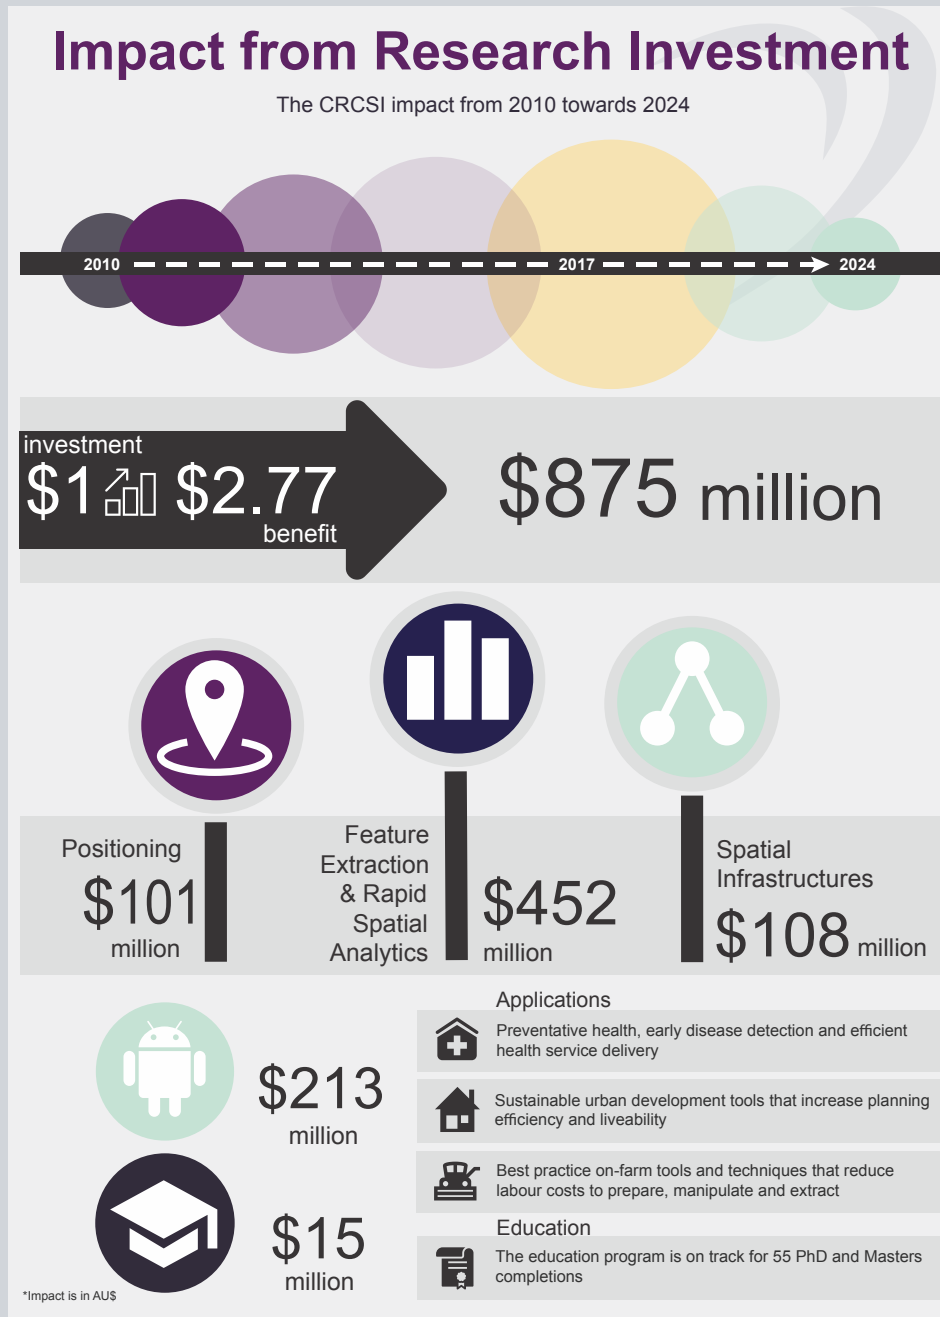 Impact from Research Investment
The CRCSI impact from 2010 towards 2024
2010
2017
2024
investment
$1 $2.77
benefit
$875 million
Positioning
$101
million
Feature
Extraction
& Rapid
Spatial
Analytics
$452
million
Spatial
Infrastructures
$108 million
$213
million
Applications
Preventative health, early disease detection and efficient
health service delivery
Sustainable urban development tools that increase planning
efficiency and liveability
Best practice on-farm tools and techniques that reduce
labour costs to prepare, manipulate and extract
$15
million
Education
The education program is on track for 55 PhD and Masters
completions
*Impact is in AU$